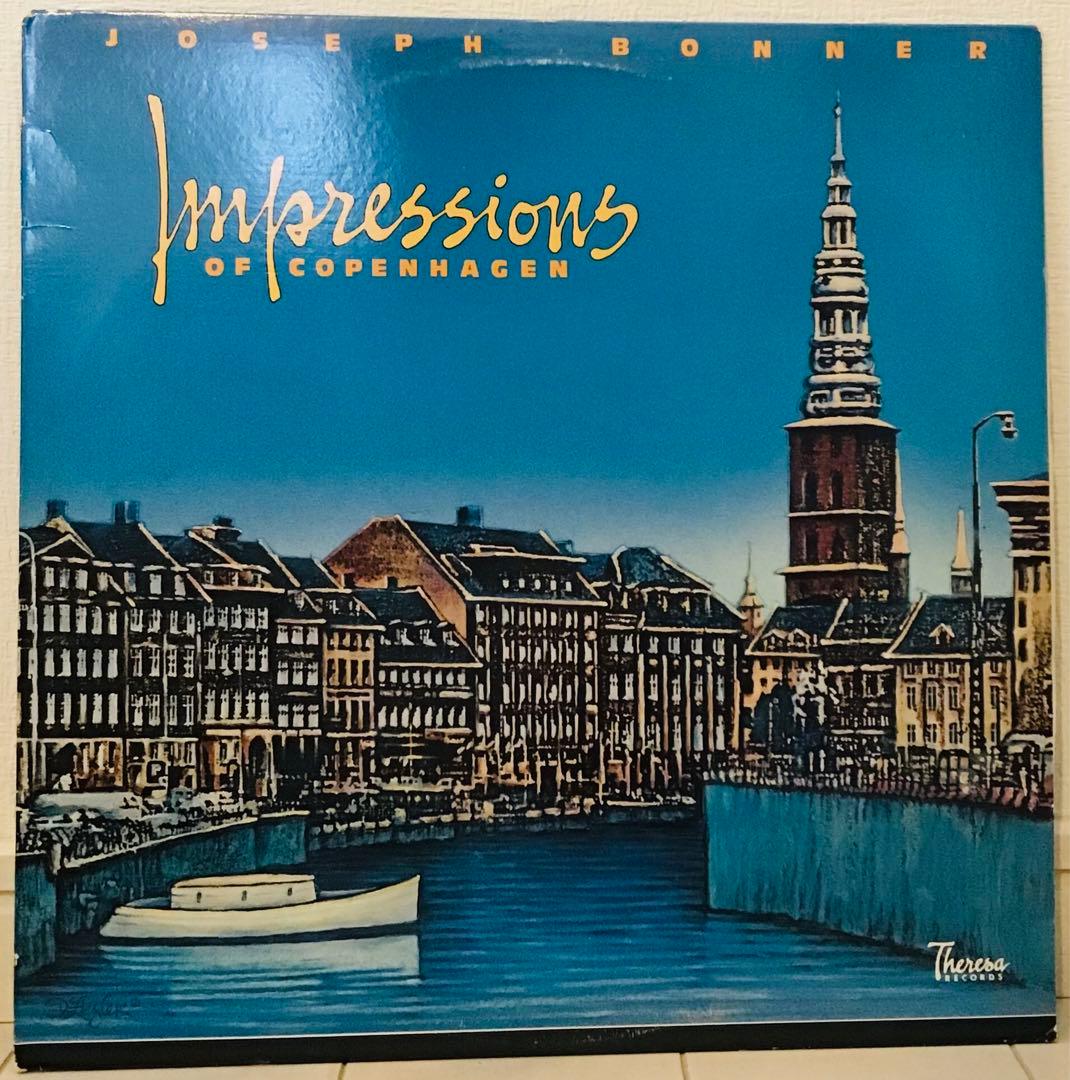 JOSEPH BONNER
Impressions
OF COPENHAGEN
P
Theresa
RECORDS